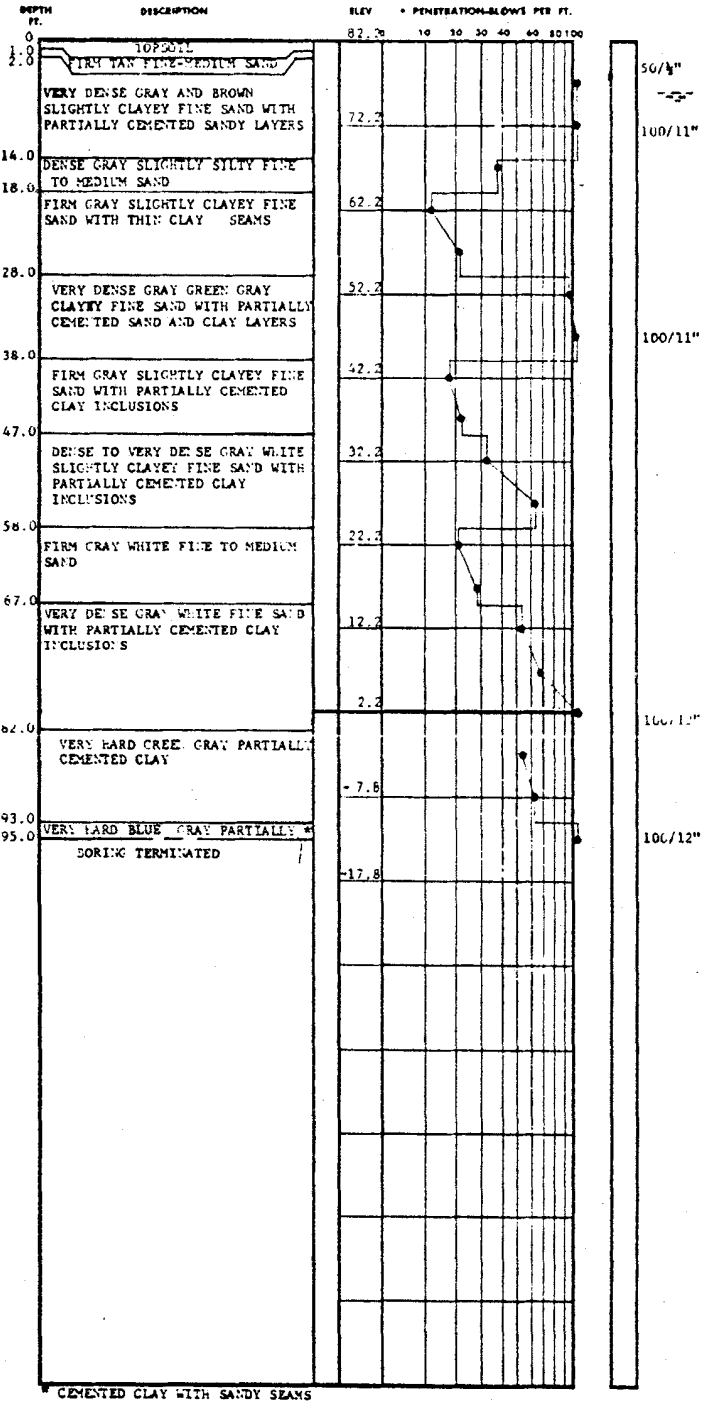 DEPTH FT. DESCRIPTION ELEV • PENETRATION-BLOWS PER FT.
0 82.2 0 10 20 30 40 60 80 100
1.0 TOPSOIL
2.0 FIRM TAN FINE-MEDIUM SAND
50/
VERY DENSE GRAY AND BROWN
SLIGHTLY CLAYEY FINE SAND WITH
PARTIALLY CEMENTED SANDY LAYERS
72.2
100/11"
14.0
DENSE GRAY SLIGHTLY SILTY FINE
TO MEDIUM SAND
18.0
FIRM GRAY SLIGHTLY CLAYEY FINE
SAND WITH THIN CLAY SEAMS
62.2
28.0
VERY DENSE GRAY GREEN GRAY
CLAYEY FINE SAND WITH PARTIALLY
CEMENTED SAND AND CLAY LAYERS
52.2
100/11"
38.0
FIRM GRAY SLIGHTLY CLAYEY FINE
SAND WITH PARTIALLY CEMENTED
CLAY INCLUSIONS
42.2
47.0
DENSE TO VERY DENSE GRAY WHITE
SLIGHTLY CLAYEY FINE SAND WITH
PARTIALLY CEMENTED CLAY
INCLUSIONS
32.2
58.0
FIRM GRAY WHITE FINE TO MEDIUM
SAND
22.2
67.0
VERY DENSE GRAY WHITE FINE SAND
WITH PARTIALLY CEMENTED CLAY
INCLUSIONS
12.2
2.2
82.0
VERY HARD GREEN GRAY PARTIALLY
CEMENTED CLAY
-7.8
93.0
VERY HARD BLUE GRAY PARTIALLY *
95.0
100/12"
BORING TERMINATED
-17.8
* CEMENTED CLAY WITH SANDY SEAMS